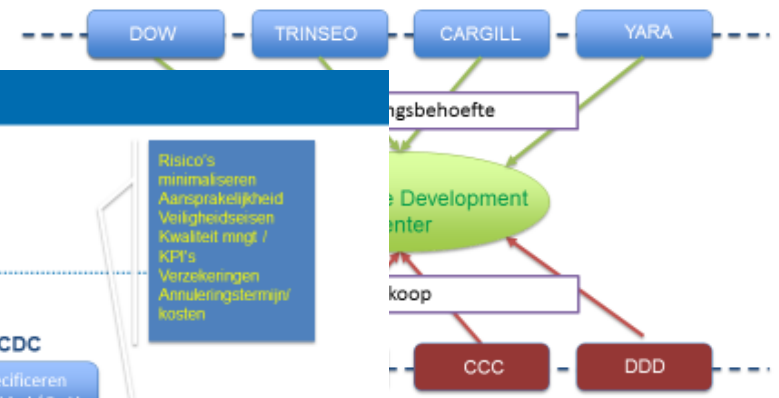 DOW
TRINSEO
CARGILL
YARA
ngsbehoefte
Risico's
minimaliseren
Aansprakelijkheid
Veiligheidseisen
Kwaliteit mngt /
KPI's
Verzekeringen
Annuleringstermijn/
kosten
e Development
enter
koop
CDC
ecificeren
CCC
DDD